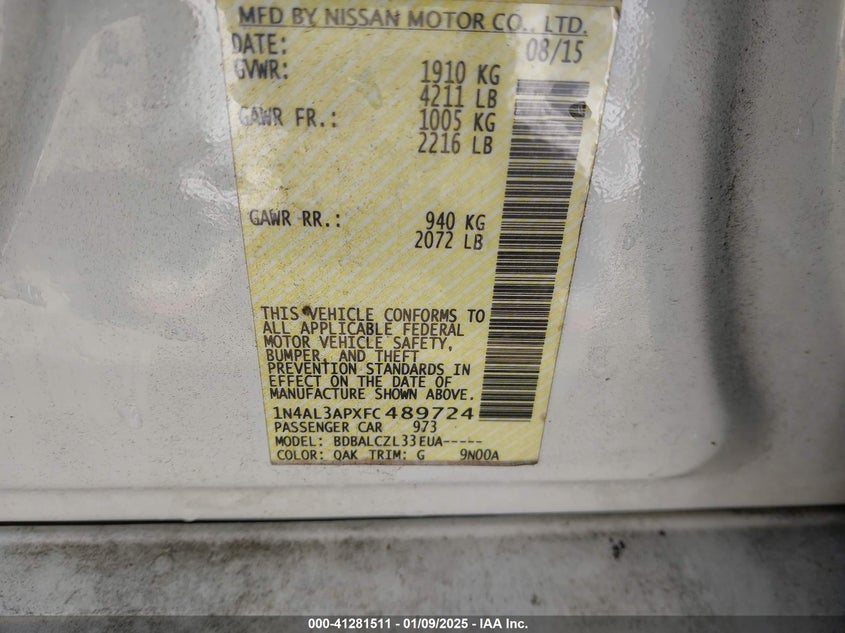 MFD BY NISSAN MOTOR CO., LTD.
DATE: 08/15
GVWR: 1910 KG
4211 LB
GAWR FR.: 1005 KG
2216 LB
GAWR RR.: 940 KG
2072 LB
THIS VEHICLE CONFORMS TO
ALL APPLICABLE FEDERAL
MOTOR VEHICLE SAFETY,
BUMPER, AND THEFT
PREVENTION STANDARDS IN
EFFECT ON THE DATE OF
MANUFACTURE SHOWN ABOVE.
1N4AL3APXFC489724
PASSENGER CAR 973
MODEL: BDBALCZL33EUA-----
COLOR: QAK TRIM: G 9N00A
000-41281511 - 01/09/2025 - IAA Inc.